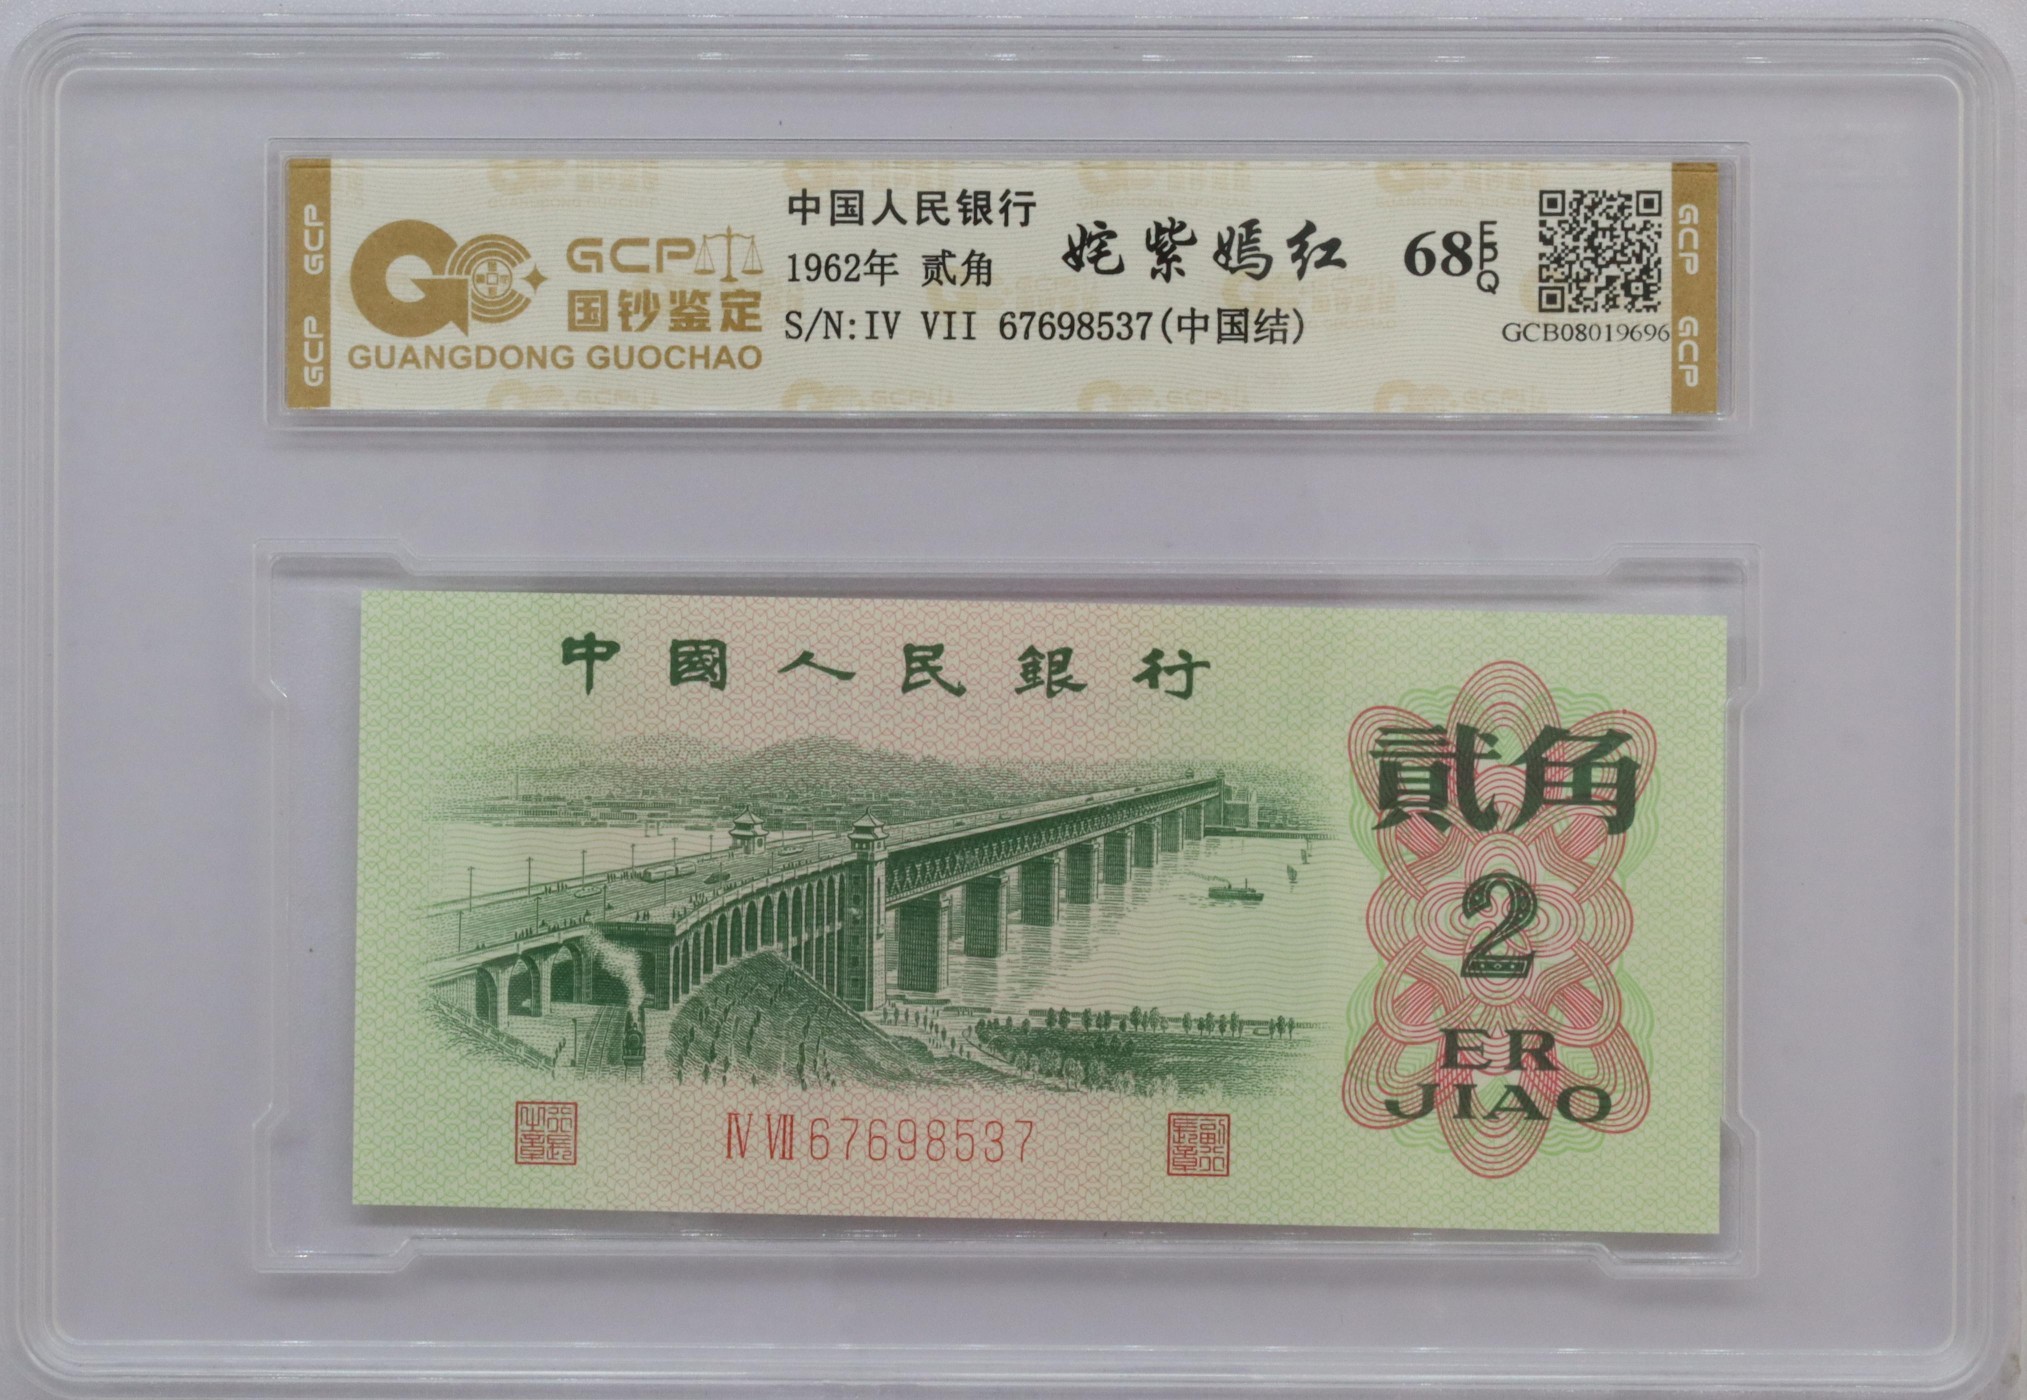 GCP GCP
GCP
国钞鉴定
GUANGDONG GUOCHAO
中国人民银行
1962年 贰角
S/N:IV VII 67698537(中国结)
姹紫嫣红
68 EPQ
GCB08019696
GCP GCP
中國人民銀行
貳角
2
ER
JIAO
IV VII 67698537